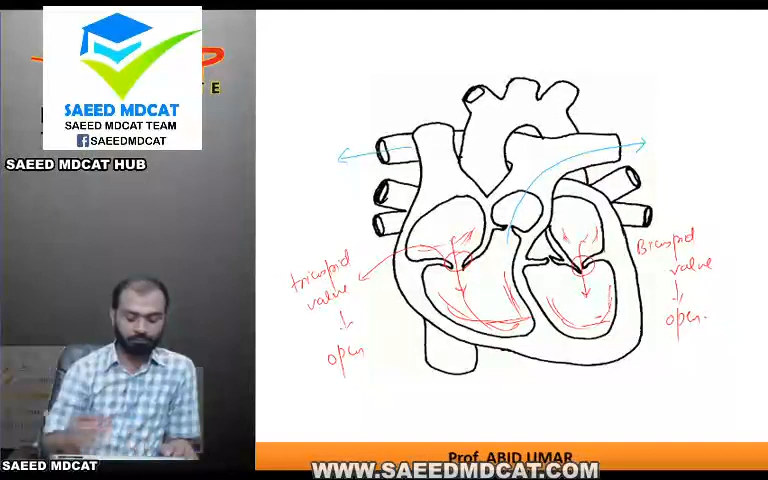 SAEED MDCAT
SAEED MDCAT TEAM
f SAEEDMDCAT
T E
SAEED MDCAT HUB
tricuspid
valve
open
Bicuspid
valve
open.
SAEED MDCAT
Prof. ABID UMAR
WWW.SAEEDMDCAT.COM